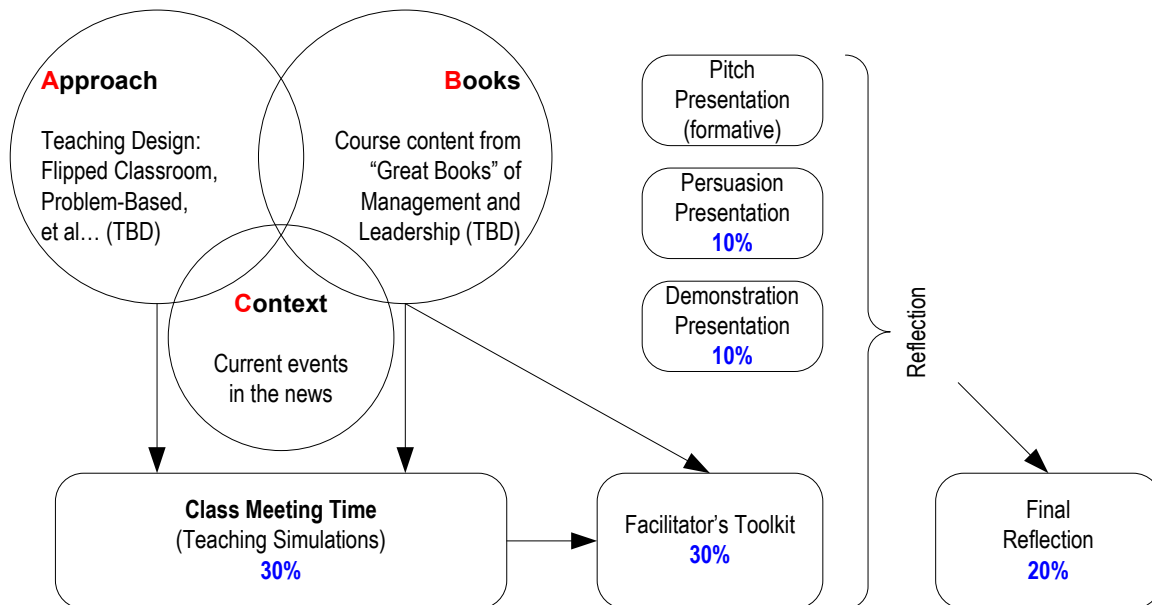 Approach
Teaching Design:
Flipped Classroom,
Problem-Based,
et al… (TBD)
Books
Course content from
“Great Books” of
Management and
Leadership (TBD)
Context
Current events
in the news
Pitch
Presentation
(formative)
Persuasion
Presentation
10%
Demonstration
Presentation
10%
Reflection
Class Meeting Time
(Teaching Simulations)
30%
Facilitator’s Toolkit
30%
Final
Reflection
20%